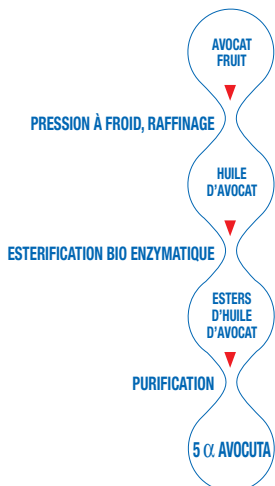 AVOCAT
FRUIT
PRESSION À FROID, RAFFINAGE
HUILE
D'AVOCAT
ESTERIFICATION BIO ENZYMATIQUE
ESTERS
D'HUILE
D'AVOCAT
PURIFICATION
5 α AVOCUTA